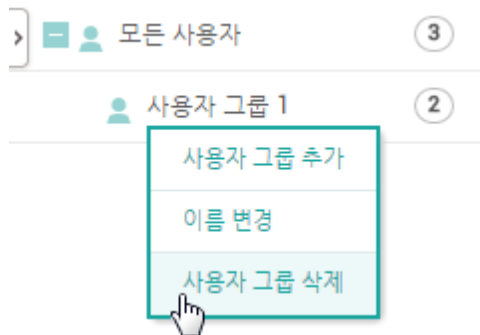 모든 사용자 3
사용자 그룹 1 2
사용자 그룹 추가
이름 변경
사용자 그룹 삭제